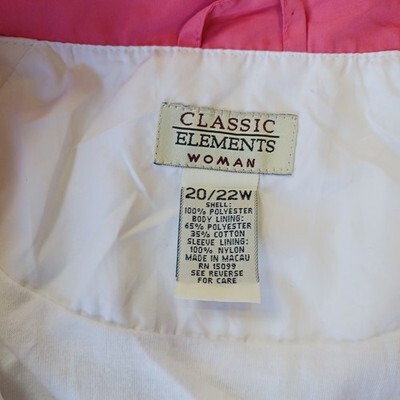 CLASSIC
ELEMENTS
WOMAN
20/22W
SHELL:
100% POLYESTER
BODY LINING:
65% POLYESTER
35% COTTON
SLEEVE LINING:
100% NYLON
MADE IN MACAU
RN 15099
SEE REVERSE
FOR CARE